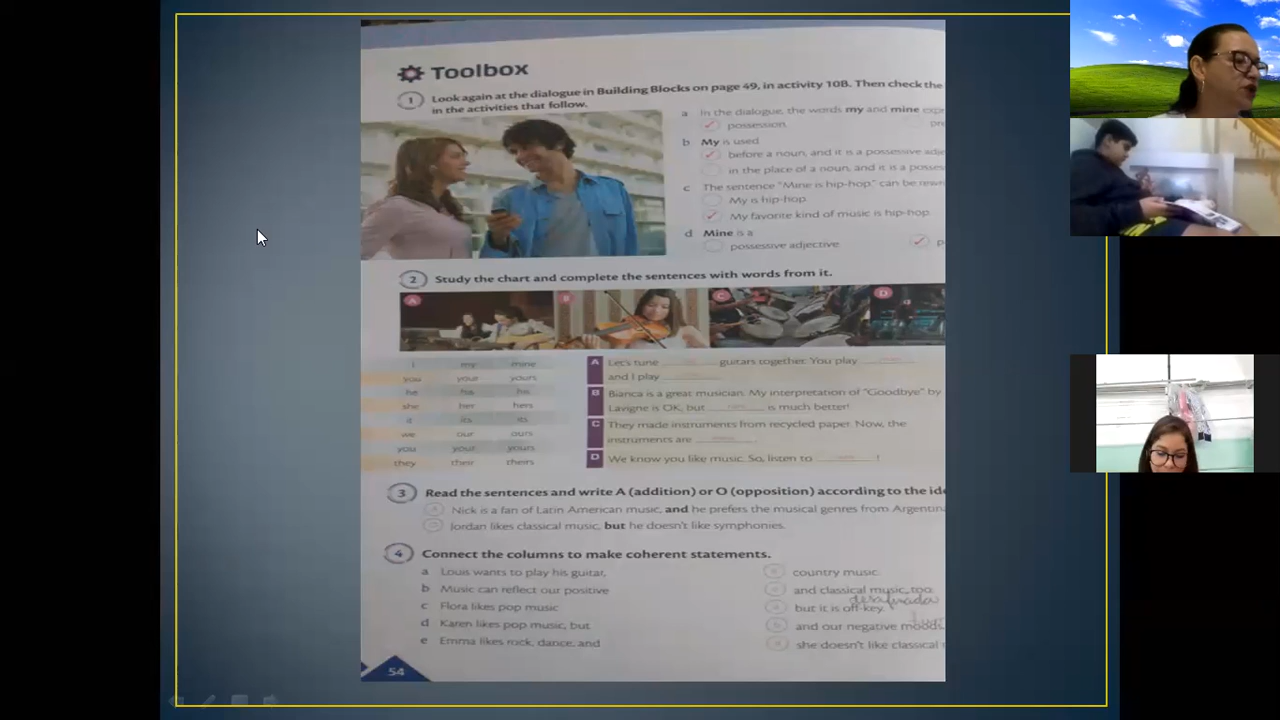 Toolbox
1 Look again at the dialogue in Building Blocks on page 49, in activity 10B. Then check the
in the activities that follow.
a In the dialogue, the words my and mine
possession
b My is used
before a noun, and it is a possessive
in the place of a noun, and it is a
c The sentence "Mine is hip-hop." can be
My is hip-hop.
My favorite kind of music is hip-hop.
d Mine is a
possessive adjective.
2 Study the chart and complete the sentences with words from it.
A B C D
I my mine
you your yours
he his his
she her hers
it its its
we our ours
you your yours
they their theirs
A Let's tune guitars together. You play
and I play
B Bianca is a great musician. My interpretation of "Goodbye" by
Lavigne is OK, but is much better!
C They made instruments from recycled paper. Now, the
instruments are .
D We know you like music. So, listen to !
3 Read the sentences and write A (addition) or O (opposition) according to the
Nick is a fan of Latin American music, and he prefers the musical genres from Argentina
Jordan likes classical music, but he doesn't like symphonies.
4 Connect the columns to make coherent statements.
a Louis wants to play his guitar,
b Music can reflect our positive
c Flora likes pop music
d Karen likes pop music, but
e Emma likes rock, dance, and
country music.
and classical music, too.
desafinada
but it is off-key.
and our negative moods.
she doesn't like classical
54